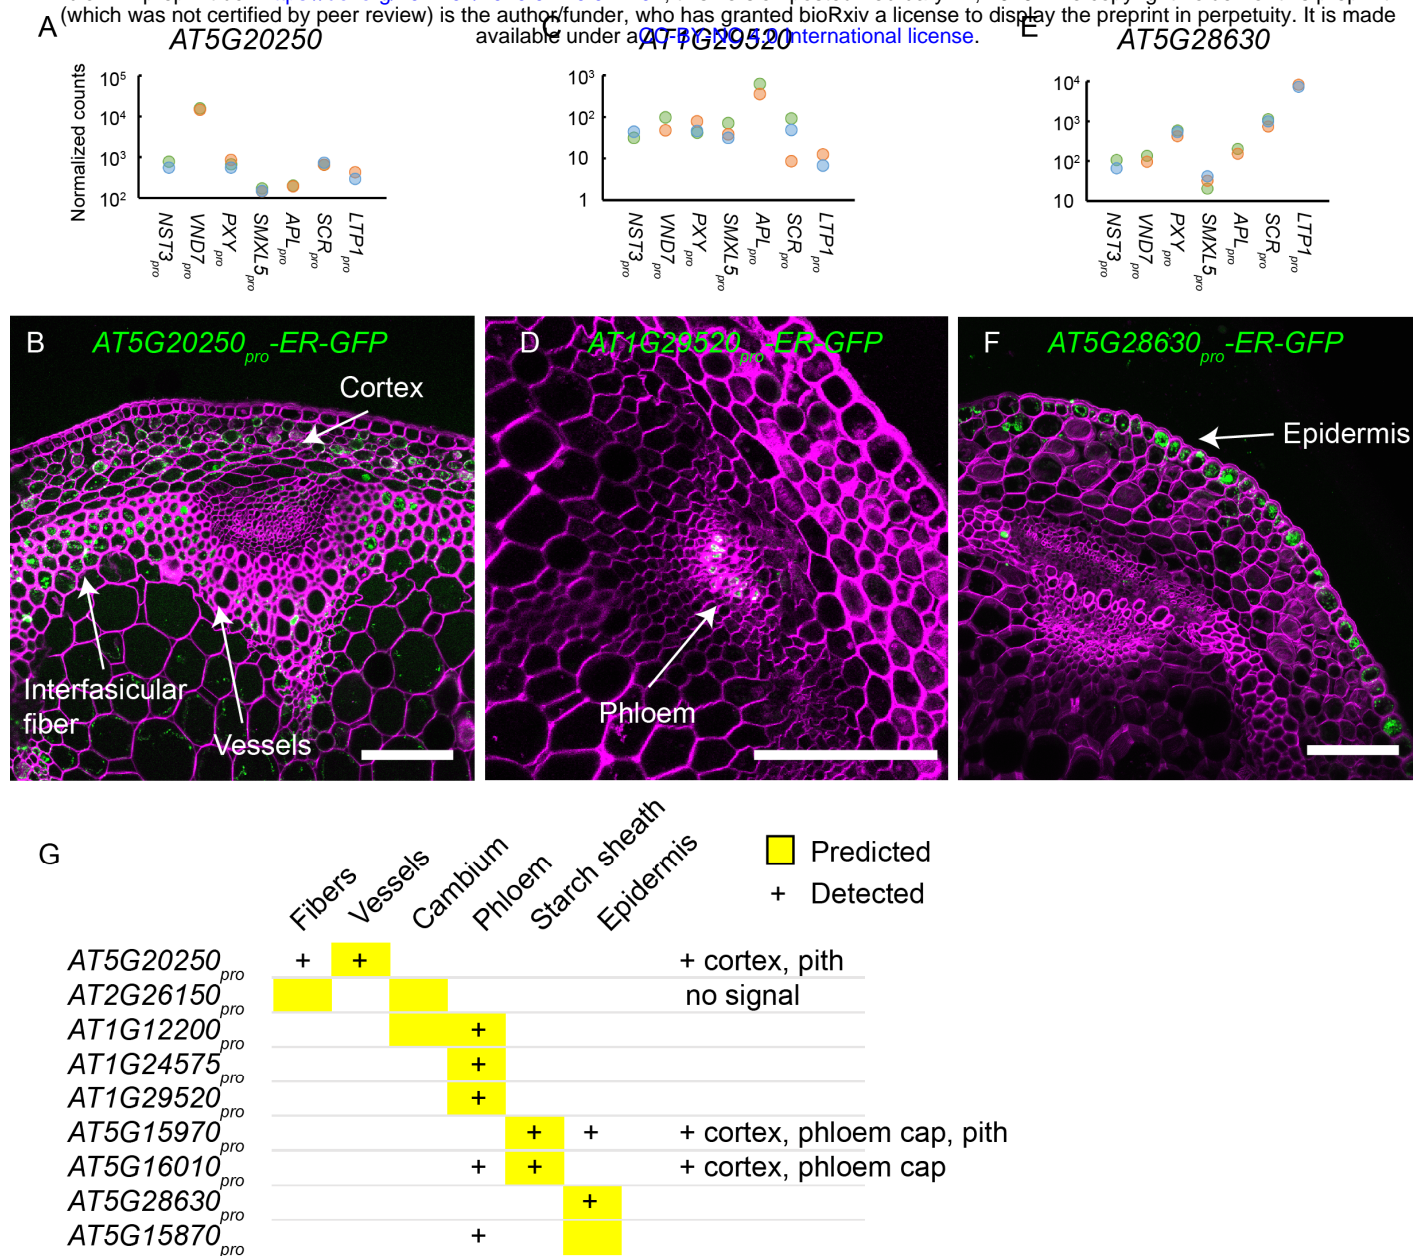 (which was not certified by peer review) is the author/funder, who has granted bioRxiv a license to display the preprint in perpetuity. It is made
available under a CC-BY-NC 4.0 International license.
A
AT5G20250
C
AT1G29520
E
AT5G28630
Normalized counts
10⁵
10⁴
10³
10²
NST3pro
VND7pro
PXYpro
SMXL5pro
APLpro
SCRpro
LTP1pro
10³
10²
10
1
NST3pro
VND7pro
PXYpro
SMXL5pro
APLpro
SCRpro
LTP1pro
10⁴
10³
10²
10
NST3pro
VND7pro
PXYpro
SMXL5pro
APLpro
SCRpro
LTP1pro
B AT5G20250pro-ER-GFP
Cortex
Interfasicular
fiber
Vessels
D AT1G29520pro-ER-GFP
Phloem
F AT5G28630pro-ER-GFP
Epidermis
G
Fibers
Vessels
Cambium
Phloem
Starch sheath
Epidermis
Predicted
+ Detected
AT5G20250pro + + + cortex, pith
AT2G26150pro no signal
AT1G12200pro +
AT1G24575pro +
AT1G29520pro +
AT5G15970pro + + + cortex, phloem cap, pith
AT5G16010pro + + + cortex, phloem cap
AT5G28630pro +
AT5G15870pro +